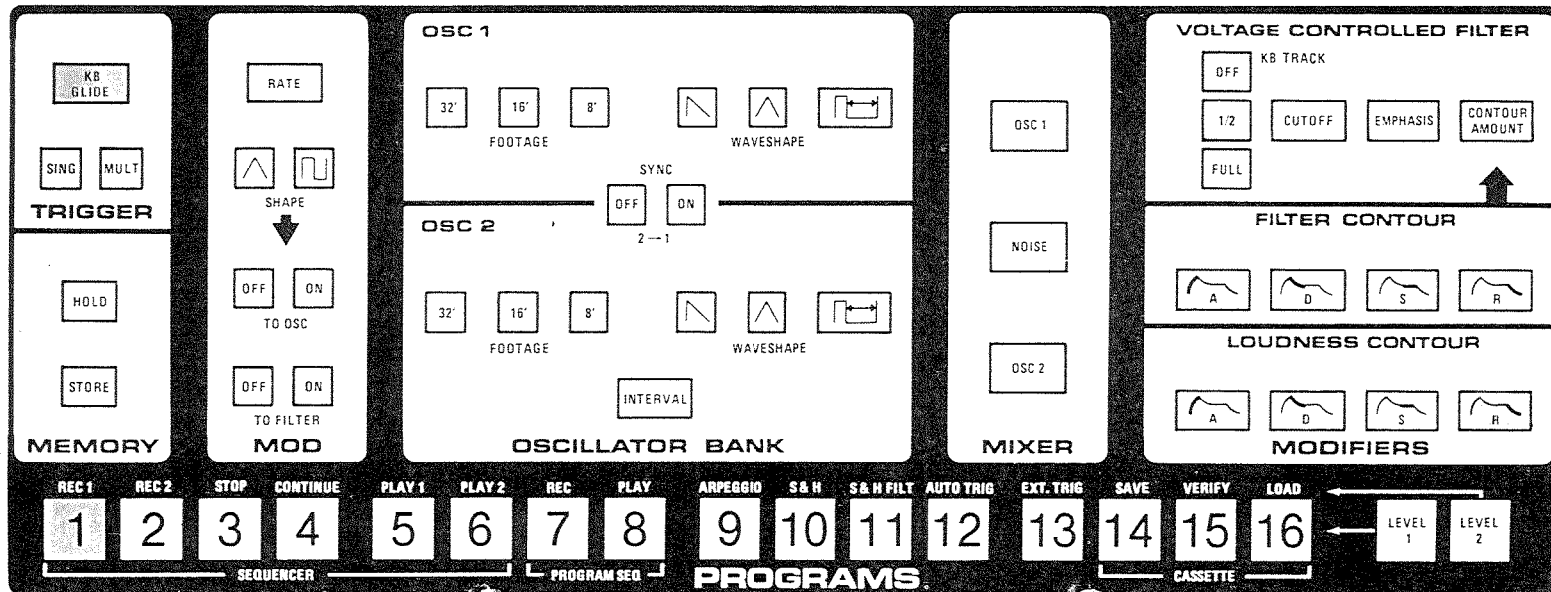 KB
GLIDE
SING MULT
TRIGGER
HOLD
STORE
MEMORY
RATE
SHAPE
OFF ON
TO OSC
OFF ON
TO FILTER
MOD
OSC 1
32' 16' 8'
FOOTAGE WAVESHAPE
SYNC
OFF ON
2→1
OSC 2
32' 16' 8'
FOOTAGE WAVESHAPE
INTERVAL
OSCILLATOR BANK
OSC 1
NOISE
OSC 2
MIXER
VOLTAGE CONTROLLED FILTER
KB TRACK
OFF
1/2
FULL
CUTOFF
EMPHASIS
CONTOUR
AMOUNT
FILTER CONTOUR
A D S R
LOUDNESS CONTOUR
A D S R
MODIFIERS
REC 1 REC 2 STOP CONTINUE PLAY 1 PLAY 2 REC PLAY ARPEGGIO S & H S & H FILT AUTO TRIG EXT. TRIG SAVE VERIFY LOAD
1 2 3 4 5 6 7 8 9 10 11 12 13 14 15 16
LEVEL
1
LEVEL
2
SEQUENCER PROGRAM SEQ PROGRAMS CASSETTE